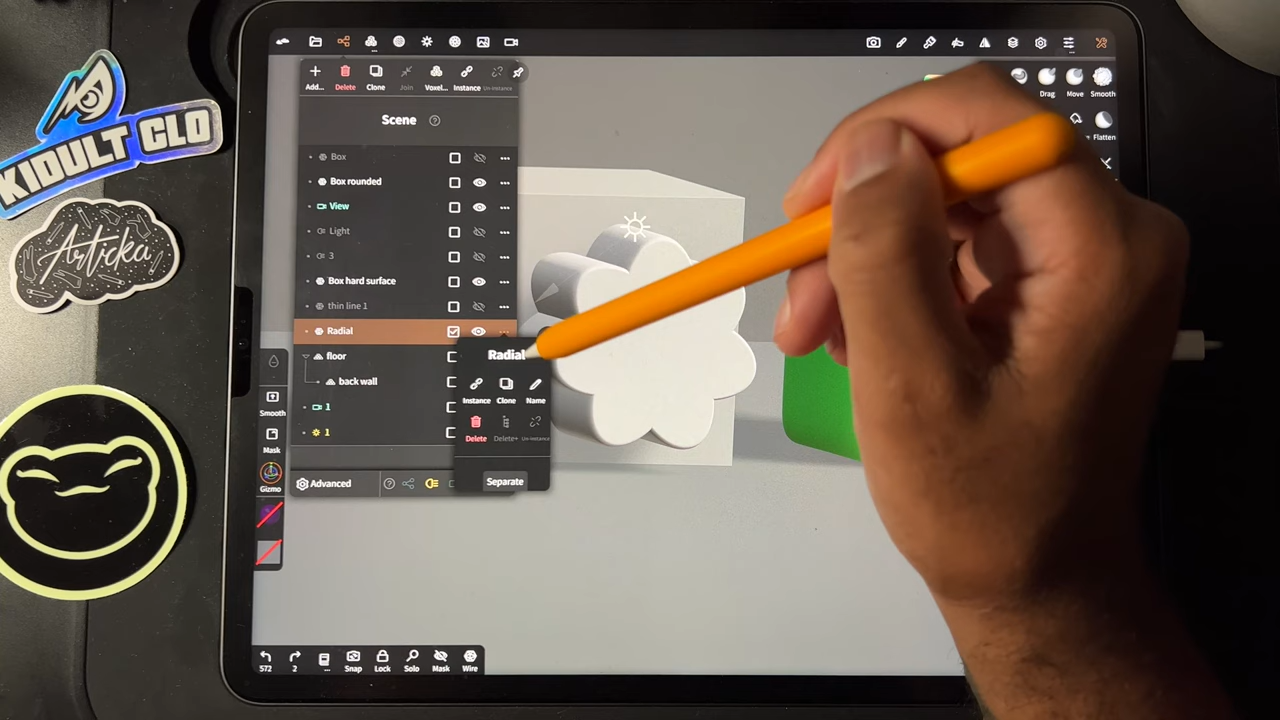 KIDULT CLO
Articka
Add... Delete Clone Join Voxel... Instance Un-instance
Scene
Box
Box rounded
View
Light
3
Box hard surface
thin line 1
Radial
floor
back wall
1
1
Advanced
Radial
Instance Clone Name
Delete Delete+ Un-instance
Separate
Smooth
Mask
Gizmo
572 2 ... Snap Lock Solo Mask Wire
Drag Move Smooth
Flatten